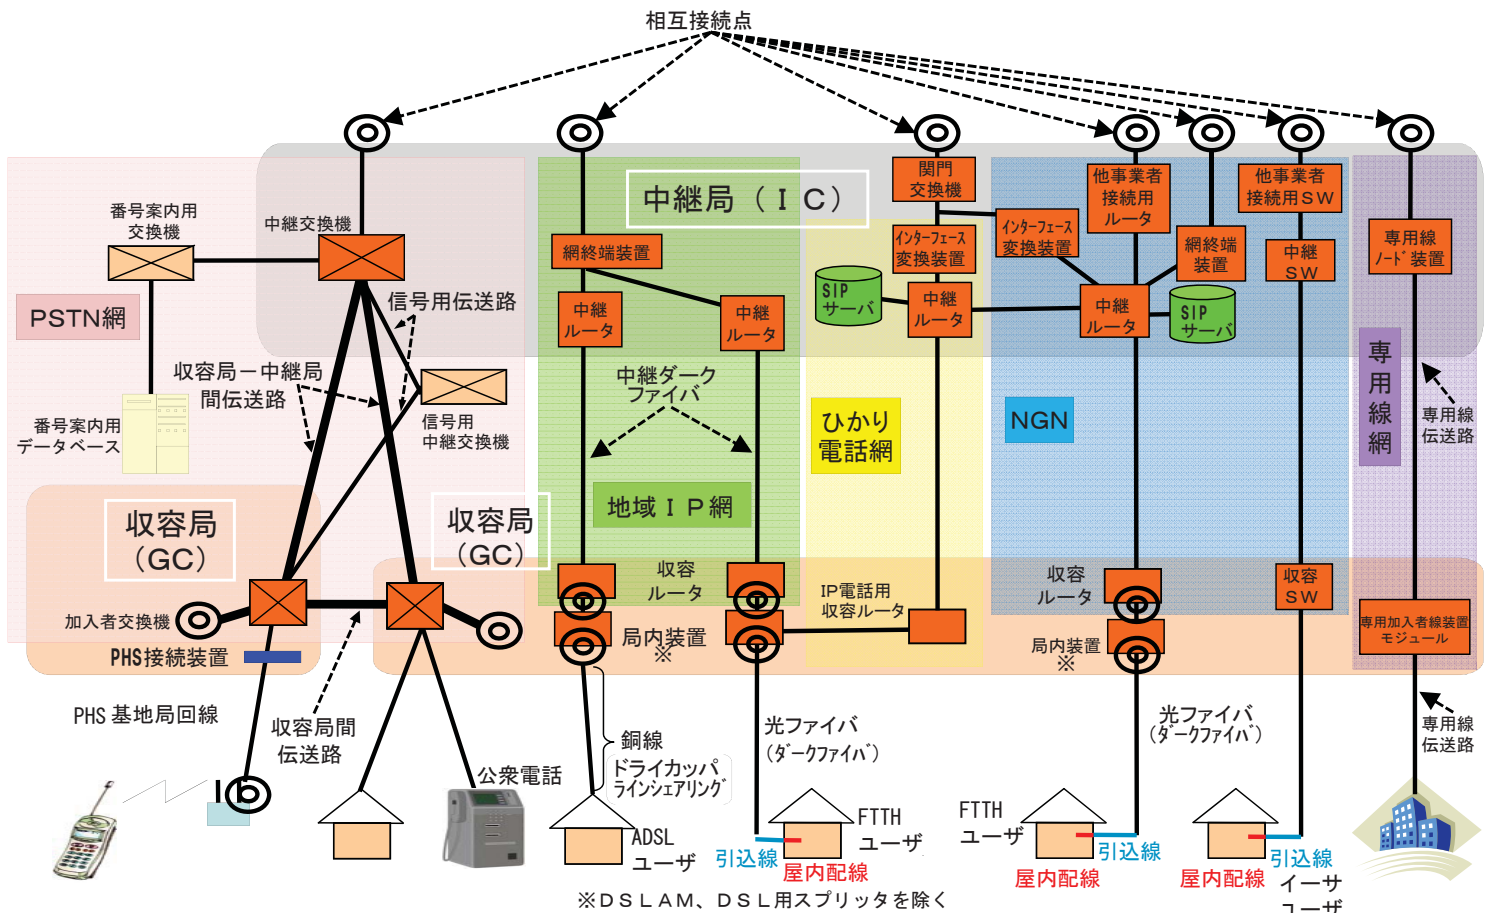 相互接続点
関門
交換機
他事業者
接続用
ルータ
他事業者
接続用SW
中継局(IC)
番号案内用
交換機
中継交換機
網終端装置
インターフェース
変換装置
インターフェース
変換装置
網終端
装置
中継
SW
専用線
ノード装置
PSTN網
信号用伝送路
中継
ルータ
中継
ルータ
SIP
サーバ
中継
ルータ
中継
ルータ
SIP
サーバ
収容局-中継局
間伝送路
中継ダーク
ファイバ
専用線網
専用線
伝送路
番号案内用
データベース
信号用
中継交換機
ひかり
電話網
NGN
地域IP網
収容局
(GC)
収容局
(GC)
収容
ルータ
IP電話用
収容ルータ
収容
ルータ
収容
SW
加入者交換機
PHS接続装置
局内装置
※
局内装置
※
専用加入者線装置
モジュール
PHS基地局回線
収容局間
伝送路
銅線
ドライカッパ
ラインシェアリング
光ファイバ
(ダークファイバ)
光ファイバ
(ダークファイバ)
専用線
伝送路
公衆電話
ADSL
ユーザ
FTTH
ユーザ
引込線
屋内配線
FTTH
ユーザ
引込線
屋内配線
引込線
屋内配線
イーサ
ユーザ
※DSLAM、DSL用スプリッタを除く